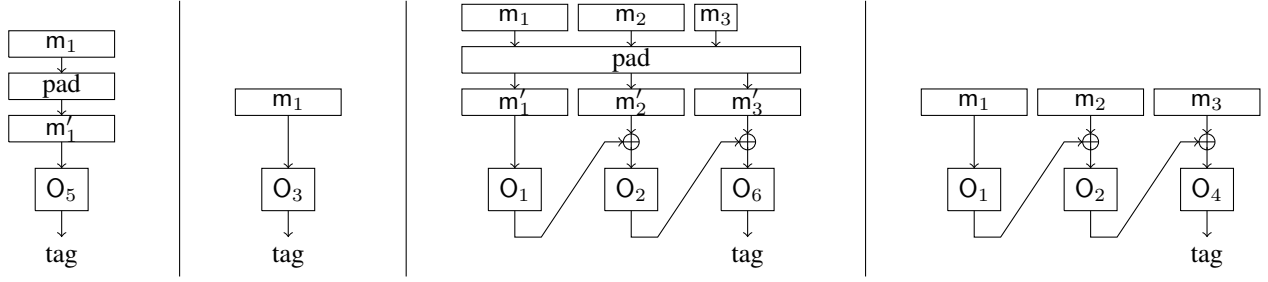 m₁
pad
m′₁
O₅
tag
m₁
O₃
tag
m₁ m₂ m₃
pad
m′₁ m′₂ m′₃
O₁ O₂ O₆
tag
m₁ m₂ m₃
O₁ O₂ O₄
tag